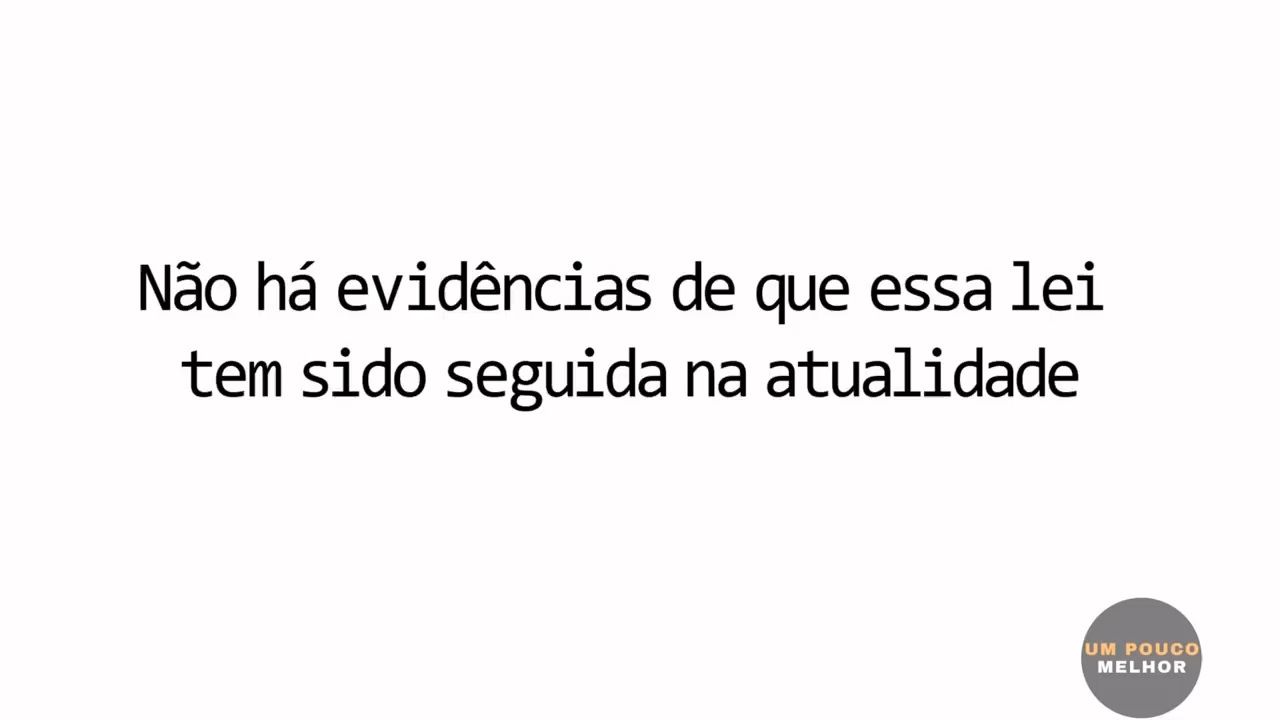 Não há evidências de que essa lei
tem sido seguida na atualidade
UM POUCO
MELHOR